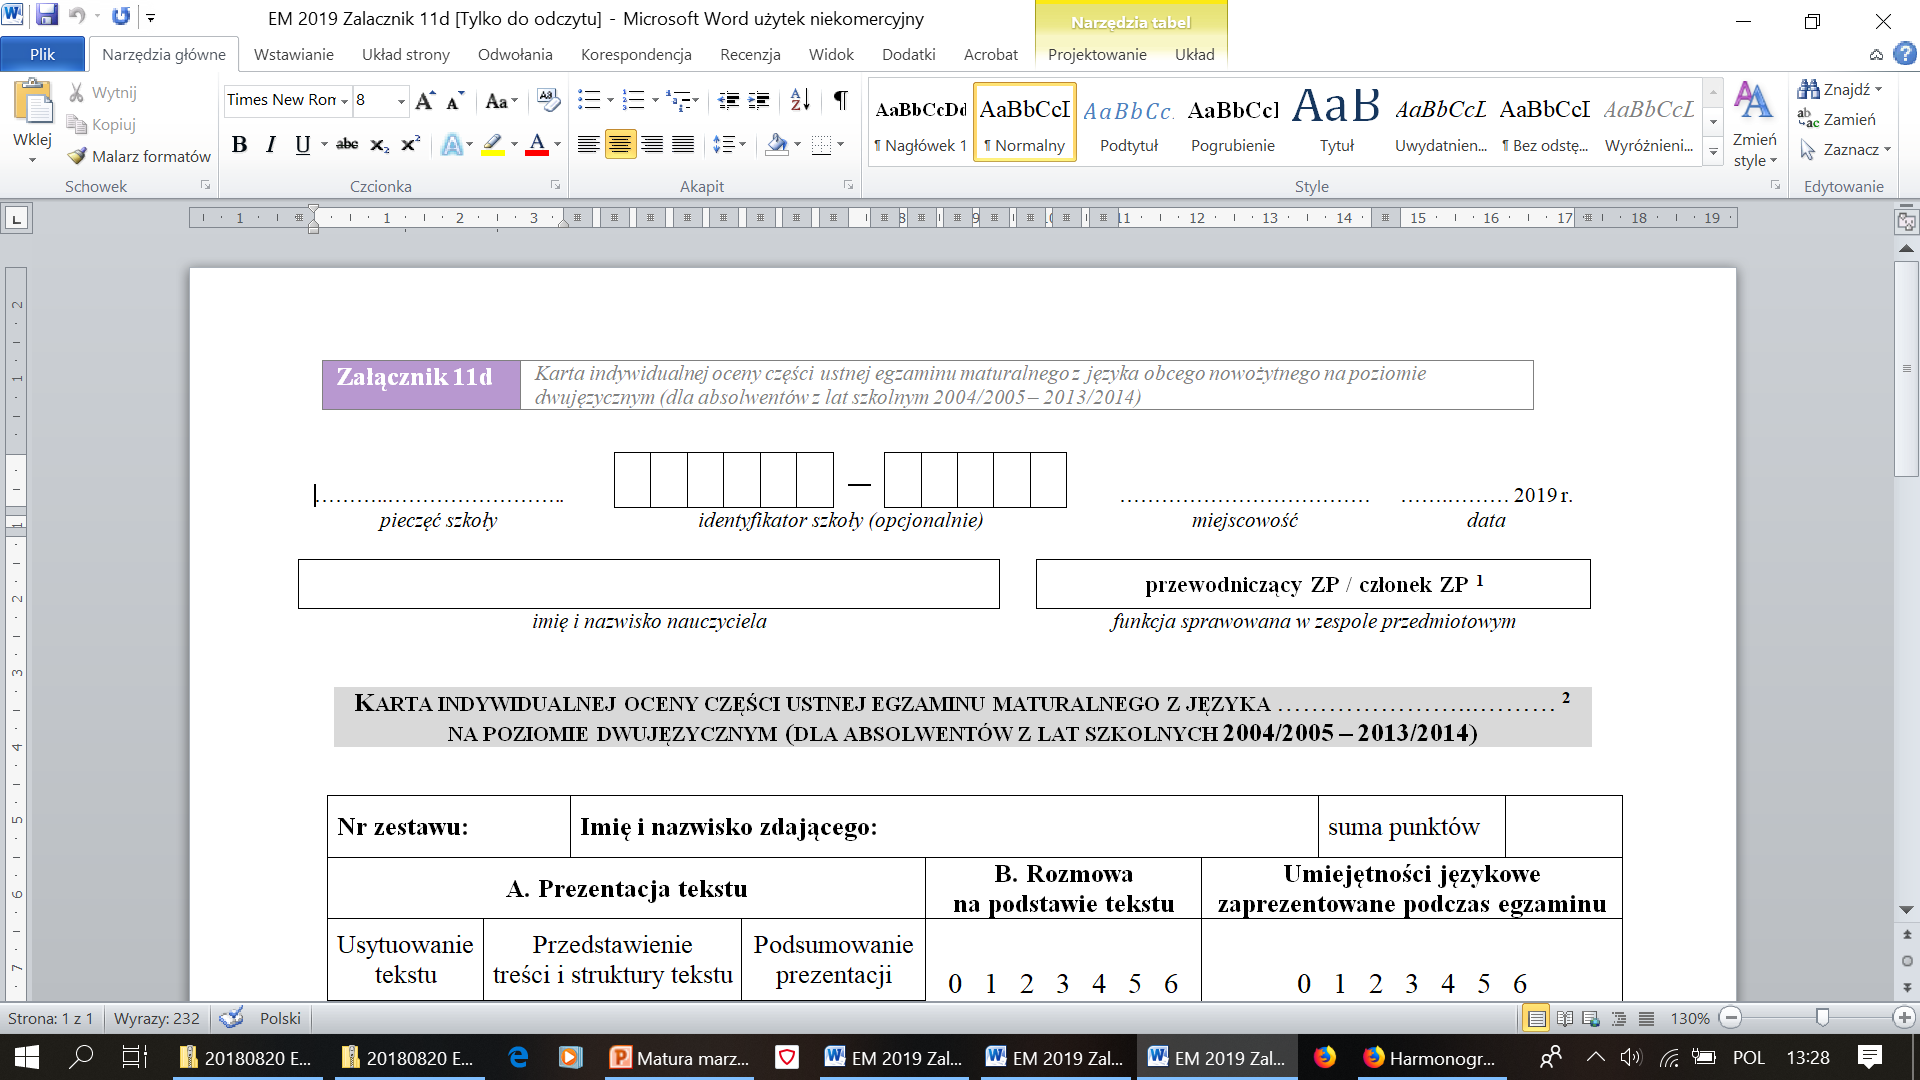 EM 2019 Zalacznik 11d [Tylko do odczytu] - Microsoft Word użytek niekomercyjny
Narzędzia tabel
Plik
Narzędzia główne
Wstawianie
Układ strony
Odwołania
Korespondencja
Recenzja
Widok
Dodatki
Acrobat
Projektowanie
Układ
Wklej
Wytnij
Kopiuj
Malarz formatów
Schowek
Times New Ron
8
Czcionka
Akapit
AaBbCcDd
AaBbCcI
AaBbCc.
AaBbCcI
AaB
AaBbCcL
AaBbCcI
AaBbCcL
¶ Nagłówek 1
¶ Normalny
Podtytuł
Pogrubienie
Tytuł
Uwydatnien...
¶ Bez odstę...
Wyróżnieni...
Style
Zmień
style
Znajdź
Zamień
Zaznacz
Edytowanie
Załącznik 11d
Karta indywidualnej oceny części ustnej egzaminu maturalnego z języka obcego nowożytnego na poziomie
dwujęzycznym (dla absolwentów z lat szkolnym 2004/2005 – 2013/2014)
………..…………………….. — …………………………… …….……… 2019 r.
pieczęć szkoły
identyfikator szkoły (opcjonalnie)
miejscowość
data
przewodniczący ZP / członek ZP 1
imię i nazwisko nauczyciela
funkcja sprawowana w zespole przedmiotowym
KARTA INDYWIDUALNEJ OCENY CZĘŚCI USTNEJ EGZAMINU MATURALNEGO Z JĘZYKA …………………..……… 2
NA POZIOMIE DWUJĘZYCZNYM (DLA ABSOLWENTÓW Z LAT SZKOLNYCH 2004/2005 – 2013/2014)
Nr zestawu:
Imię i nazwisko zdającego:
suma punktów
A. Prezentacja tekstu
B. Rozmowa
na podstawie tekstu
Umiejętności językowe
zaprezentowane podczas egzaminu
Usytuowanie
tekstu
Przedstawienie
treści i struktury tekstu
Podsumowanie
prezentacji
0 1 2 3 4 5 6
0 1 2 3 4 5 6
Strona: 1 z 1
Wyrazy: 232
Polski
130%
20180820 E...
20180820 E...
Matura marz...
EM 2019 Zal...
EM 2019 Zal...
EM 2019 Zal...
Harmonogr...
POL
13:28